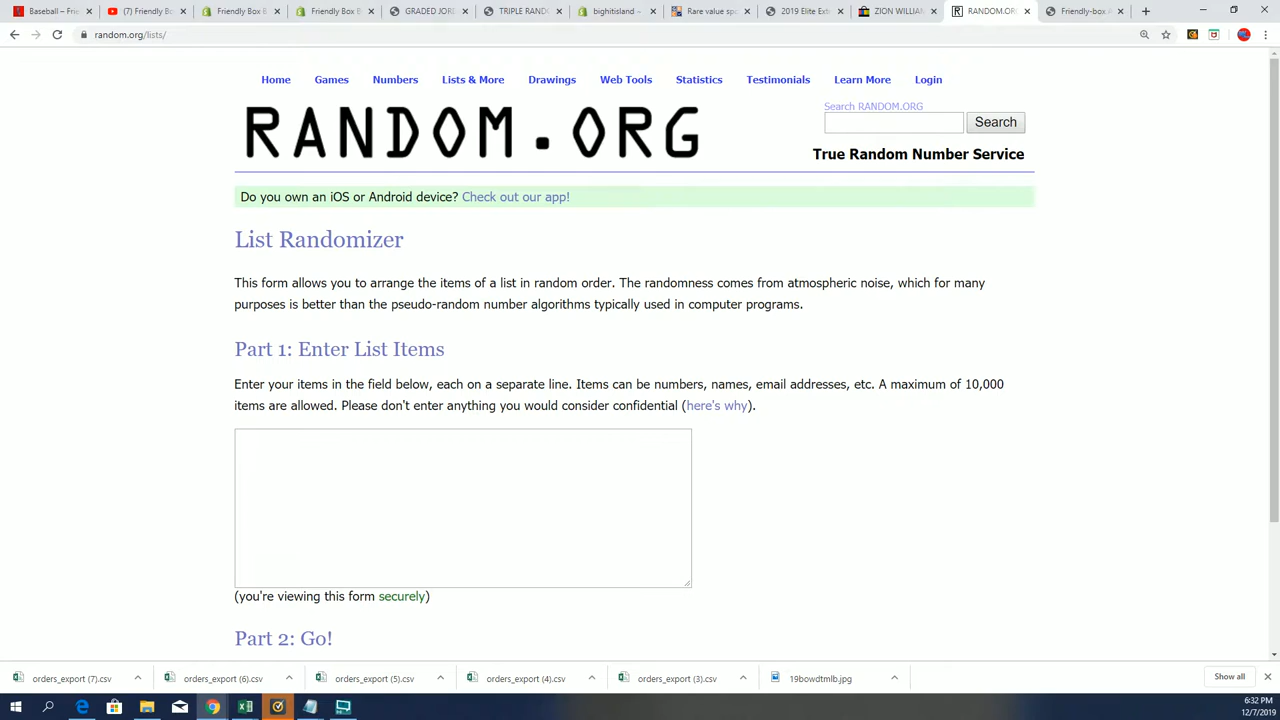 Baseball – Frie
(7) Friendly Bo
Friendly Box B
Friendly Box B
GRADED JOR
TRIPLE RAND
bighitisland –
Rare value spo
2019 Elite Ext
ZION WILLIA
RANDOM.OR
Friendly-box A
random.org/lists/
Home Games Numbers Lists & More Drawings Web Tools Statistics Testimonials Learn More Login
RANDOM.ORG
Search RANDOM.ORG
Search
True Random Number Service
Do you own an iOS or Android device? Check out our app!
List Randomizer
This form allows you to arrange the items of a list in random order. The randomness comes from atmospheric noise, which for many
purposes is better than the pseudo-random number algorithms typically used in computer programs.
Part 1: Enter List Items
Enter your items in the field below, each on a separate line. Items can be numbers, names, email addresses, etc. A maximum of 10,000
items are allowed. Please don't enter anything you would consider confidential (here's why).
(you're viewing this form securely)
Part 2: Go!
orders_export (7).csv
orders_export (6).csv
orders_export (5).csv
orders_export (4).csv
orders_export (3).csv
19bowdtmlb.jpg
Show all
6:32 PM
12/7/2019